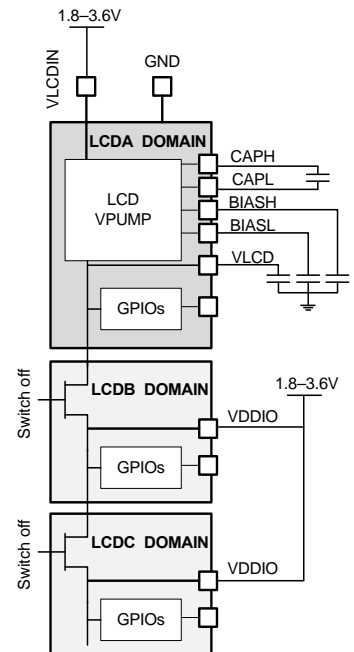 1.8–3.6V
VLCDIN
GND
LCDA DOMAIN
LCD
VPUMP
CAPH
CAPL
BIASH
BIASL
VLCD
GPIOs
Switch off
LCDB DOMAIN
1.8–3.6V
VDDIO
GPIOs
Switch off
LCDC DOMAIN
VDDIO
GPIOs